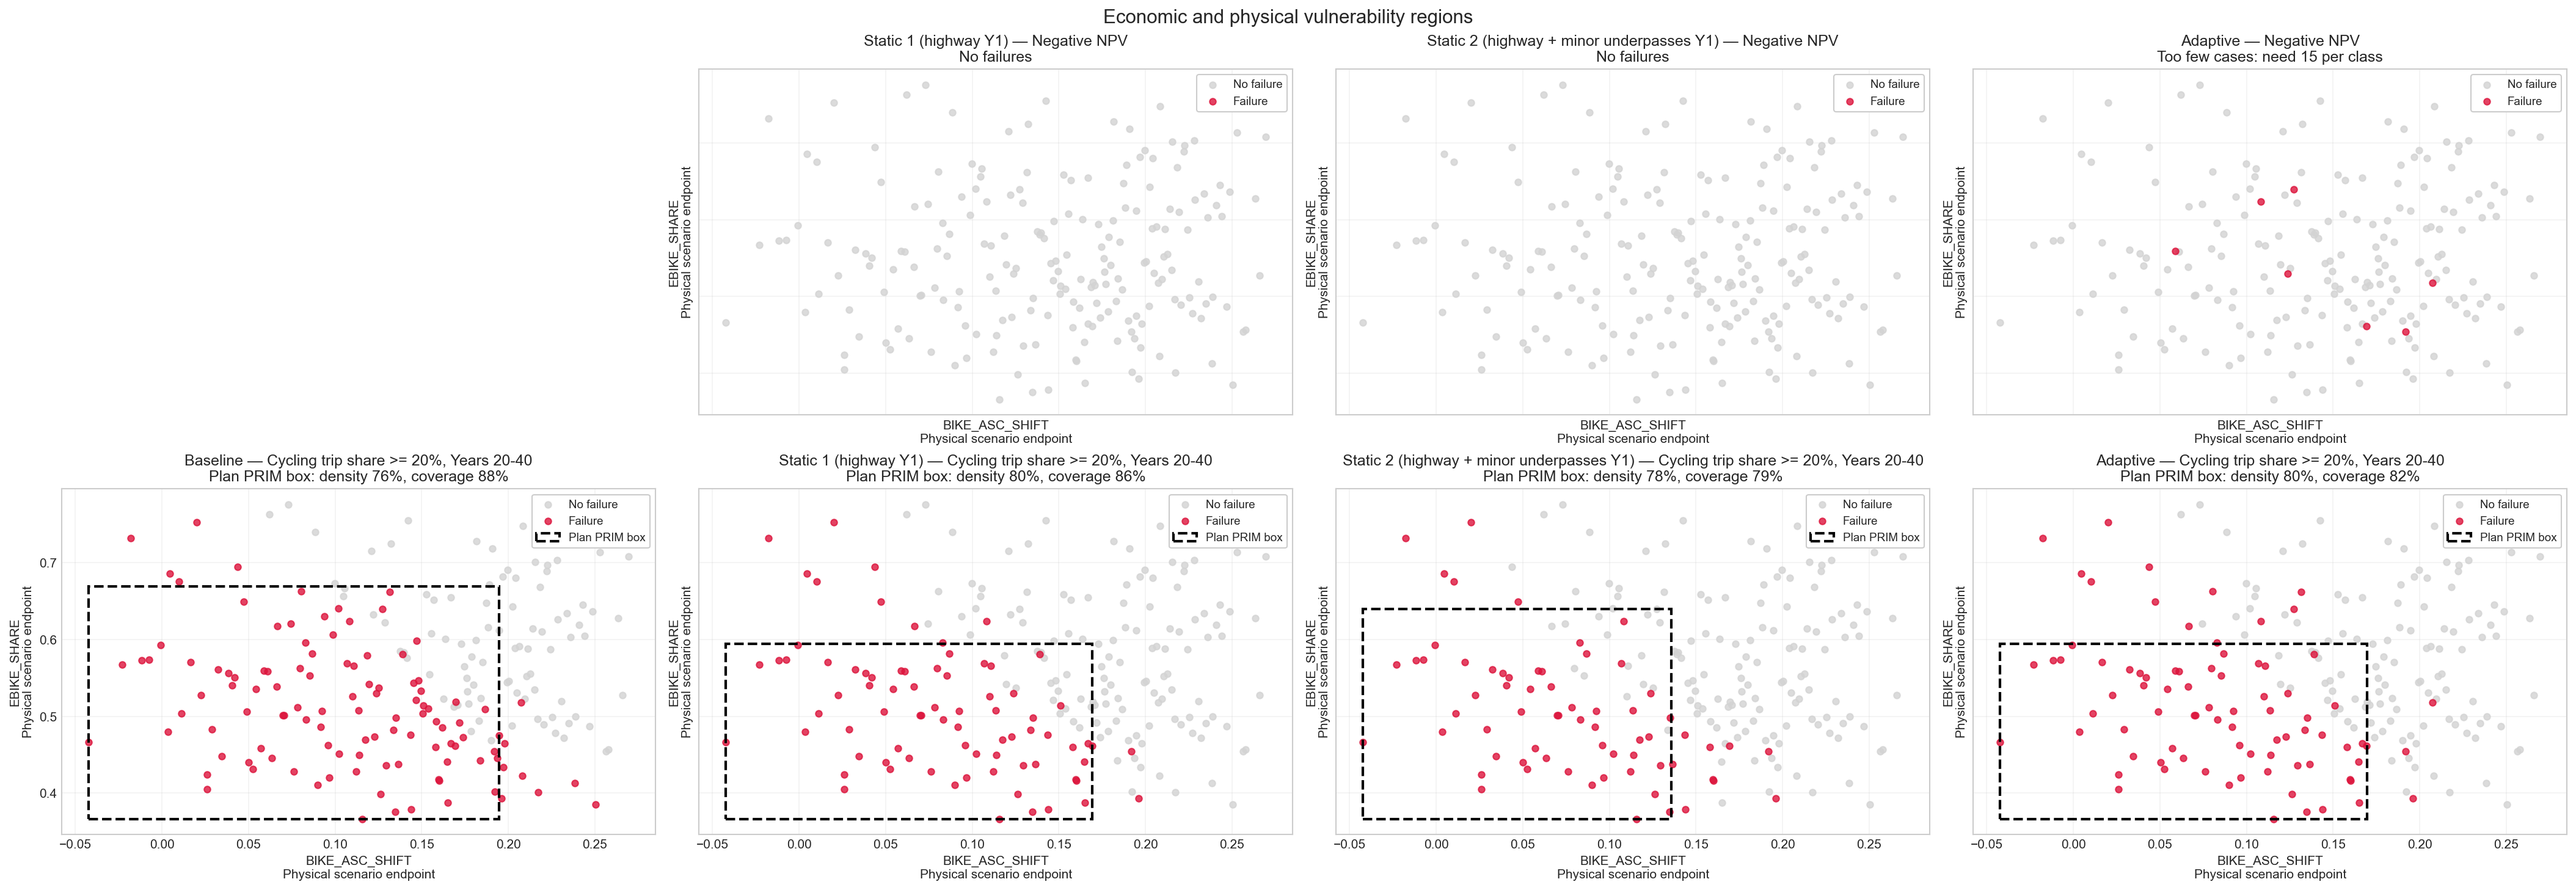 Economic and physical vulnerability regions
Static 1 (highway Y1) — Negative NPV
No failures
No failure
Failure
EBIKE_SHARE
Physical scenario endpoint
BIKE_ASC_SHIFT
Physical scenario endpoint
Static 2 (highway + minor underpasses Y1) — Negative NPV
No failures
No failure
Failure
EBIKE_SHARE
Physical scenario endpoint
BIKE_ASC_SHIFT
Physical scenario endpoint
Adaptive — Negative NPV
Too few cases: need 15 per class
No failure
Failure
EBIKE_SHARE
Physical scenario endpoint
BIKE_ASC_SHIFT
Physical scenario endpoint
Baseline — Cycling trip share >= 20%, Years 20-40
Plan PRIM box: density 76%, coverage 88%
No failure
Failure
Plan PRIM box
EBIKE_SHARE
Physical scenario endpoint
0.7
0.6
0.5
0.4
−0.05 0.00 0.05 0.10 0.15 0.20 0.25
BIKE_ASC_SHIFT
Physical scenario endpoint
Static 1 (highway Y1) — Cycling trip share >= 20%, Years 20-40
Plan PRIM box: density 80%, coverage 86%
No failure
Failure
Plan PRIM box
EBIKE_SHARE
Physical scenario endpoint
−0.05 0.00 0.05 0.10 0.15 0.20 0.25
BIKE_ASC_SHIFT
Physical scenario endpoint
Static 2 (highway + minor underpasses Y1) — Cycling trip share >= 20%, Years 20-40
Plan PRIM box: density 78%, coverage 79%
No failure
Failure
Plan PRIM box
EBIKE_SHARE
Physical scenario endpoint
−0.05 0.00 0.05 0.10 0.15 0.20 0.25
BIKE_ASC_SHIFT
Physical scenario endpoint
Adaptive — Cycling trip share >= 20%, Years 20-40
Plan PRIM box: density 80%, coverage 82%
No failure
Failure
Plan PRIM box
EBIKE_SHARE
Physical scenario endpoint
−0.05 0.00 0.05 0.10 0.15 0.20 0.25
BIKE_ASC_SHIFT
Physical scenario endpoint